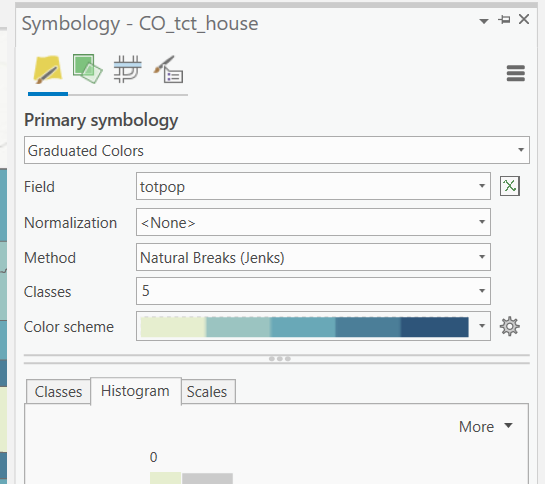 Symbology - CO_tct_house
Primary symbology
Graduated Colors
Field totpop
Normalization <None>
Method Natural Breaks (Jenks)
Classes 5
Color scheme
Classes Histogram Scales
More
0